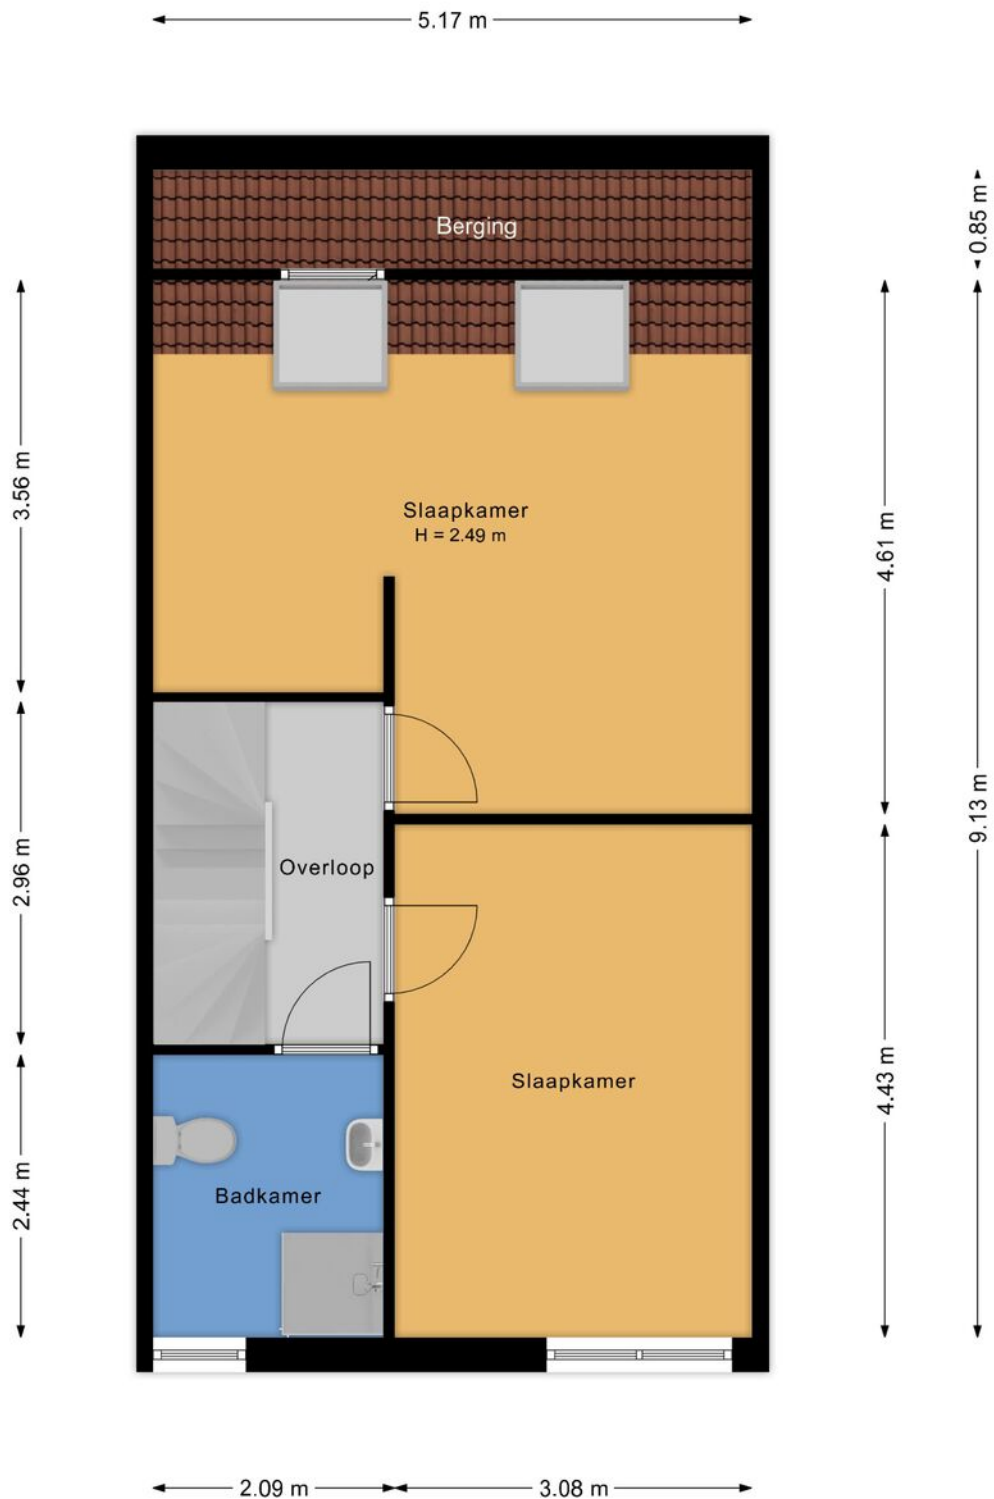 5.17 m
Berging
0.85 m
Slaapkamer
H = 2.49 m
3.56 m
4.61 m
9.13 m
Overloop
2.96 m
Slaapkamer
4.43 m
Badkamer
2.44 m
2.09 m
3.08 m